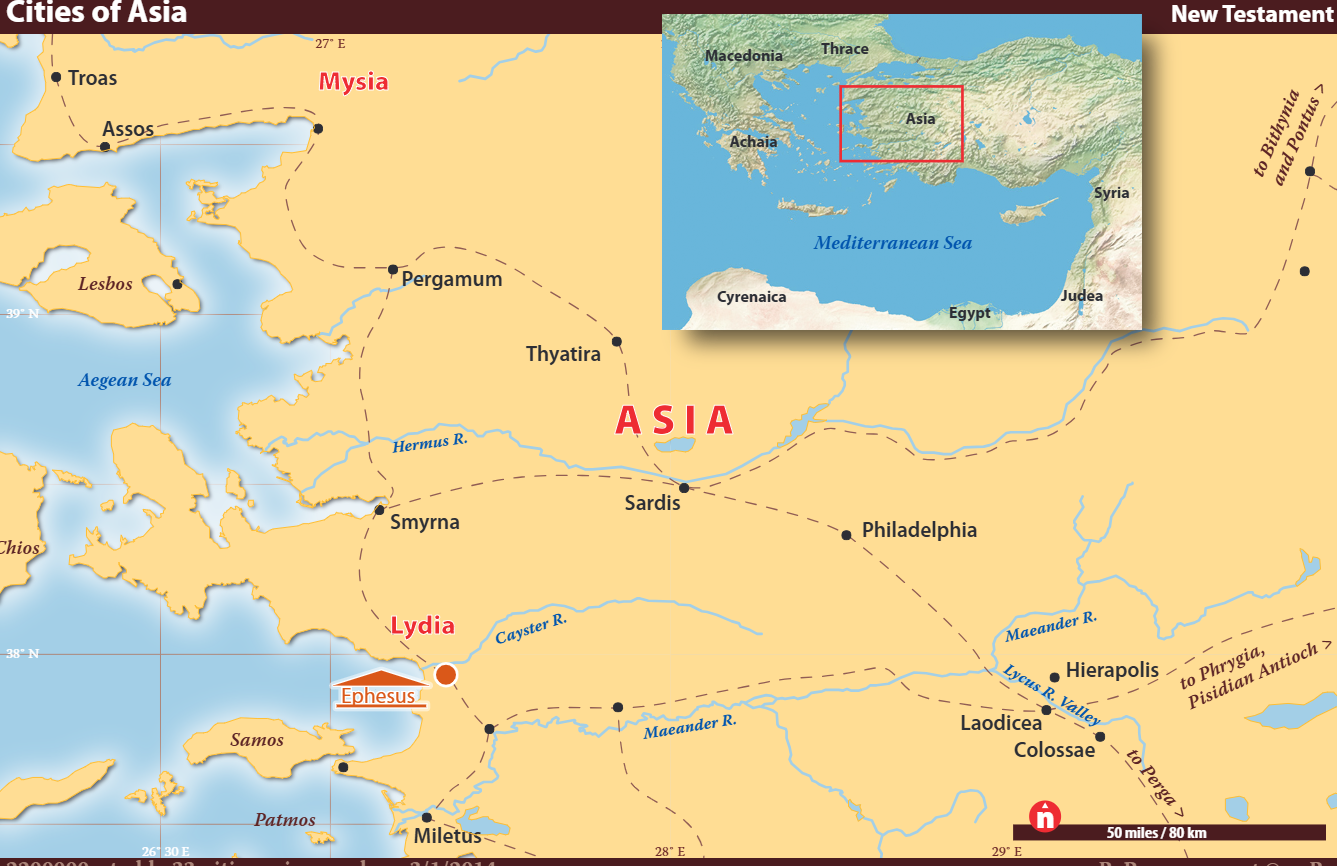 Cities of Asia
New Testament
27° E
Mysia
Troas
Assos
Macedonia
Thrace
Achaia
Asia
Syria
Mediterranean Sea
Cyrenaica
Egypt
Judea
to Bithynia
and Pontus >
Lesbos
Pergamum
39° N
Thyatira
Aegean Sea
ASIA
Hermus R.
Sardis
Smyrna
Philadelphia
Chios
Lydia
Cayster R.
Maeander R.
38° N
Ephesus
Hierapolis
Lycus R. Valley
to Phrygia,
Pisidian Antioch >
Laodicea
Maeander R.
Samos
Colossae
to Perga >
Patmos
Miletus
n
50 miles / 80 km
26° 30 E
28° E
29° E